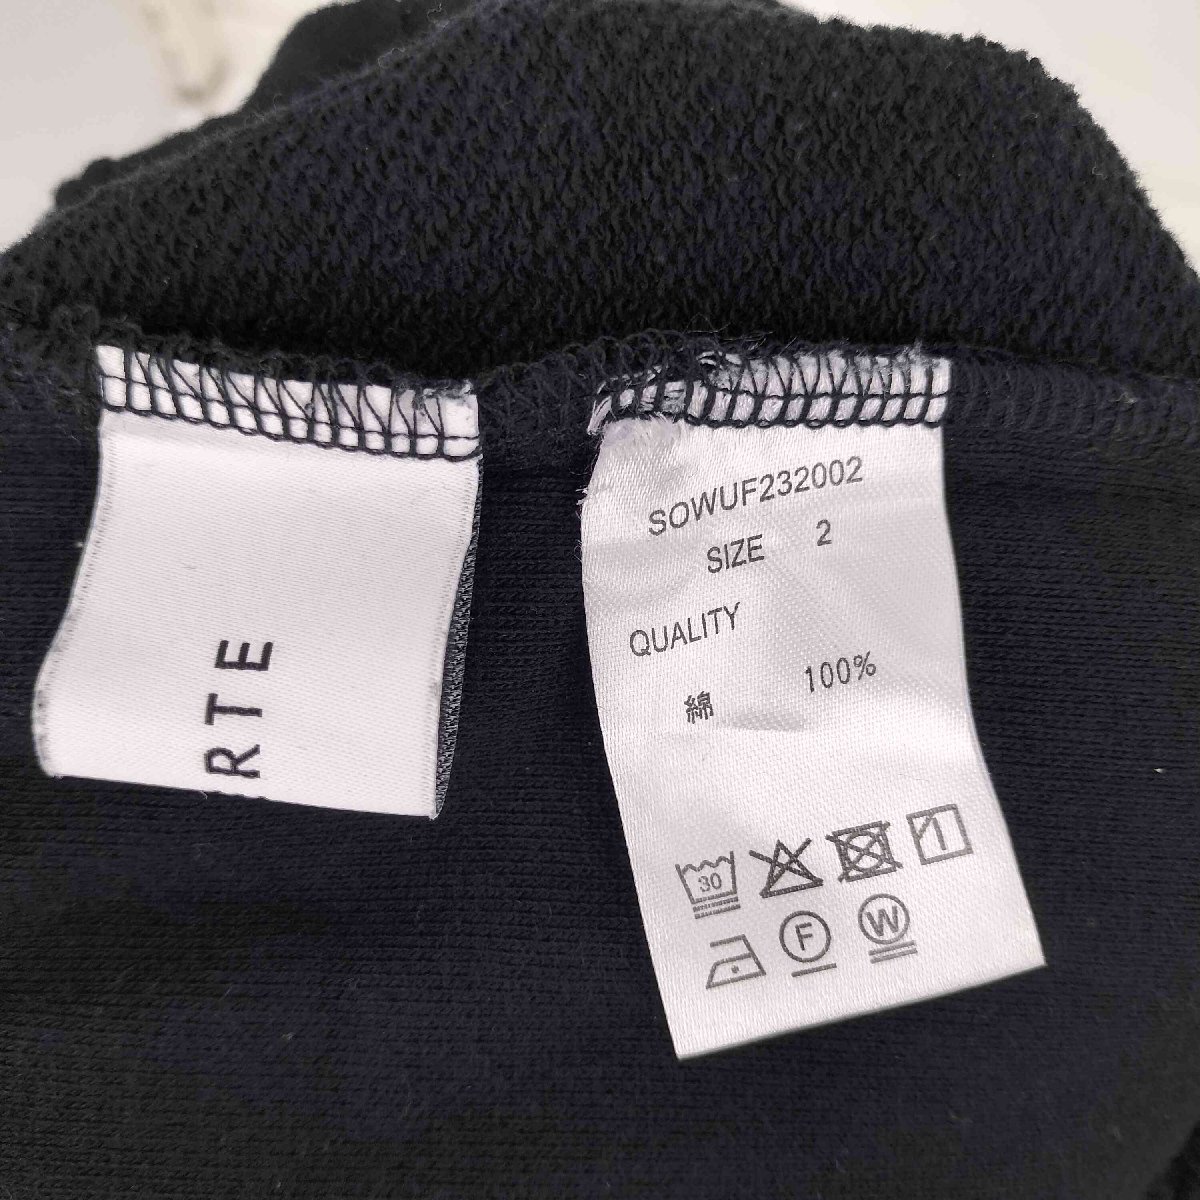 RTE
SOWUF232002
SIZE 2
QUALITY
綿 100%
30
F W